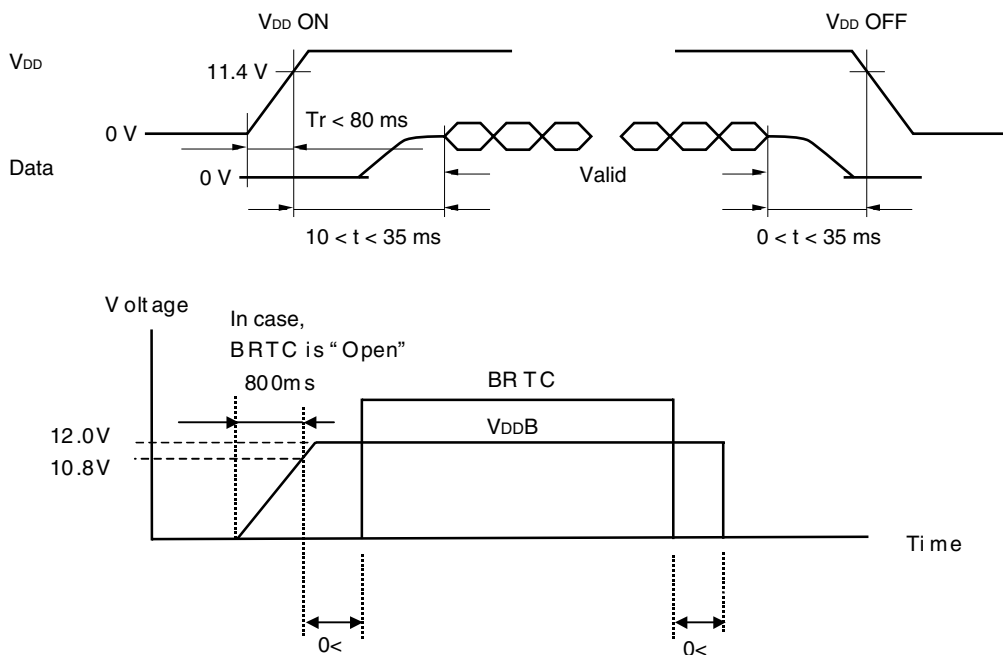 VDD ON
VDD OFF
VDD
11.4 V
0 V
Tr < 80 ms
Data
0 V
Valid
10 < t < 35 ms
0 < t < 35 ms
Voltage
In case,
BRTC is “Open”
800ms
BRTC
VDDB
12.0V
10.8V
Time
0<
0<